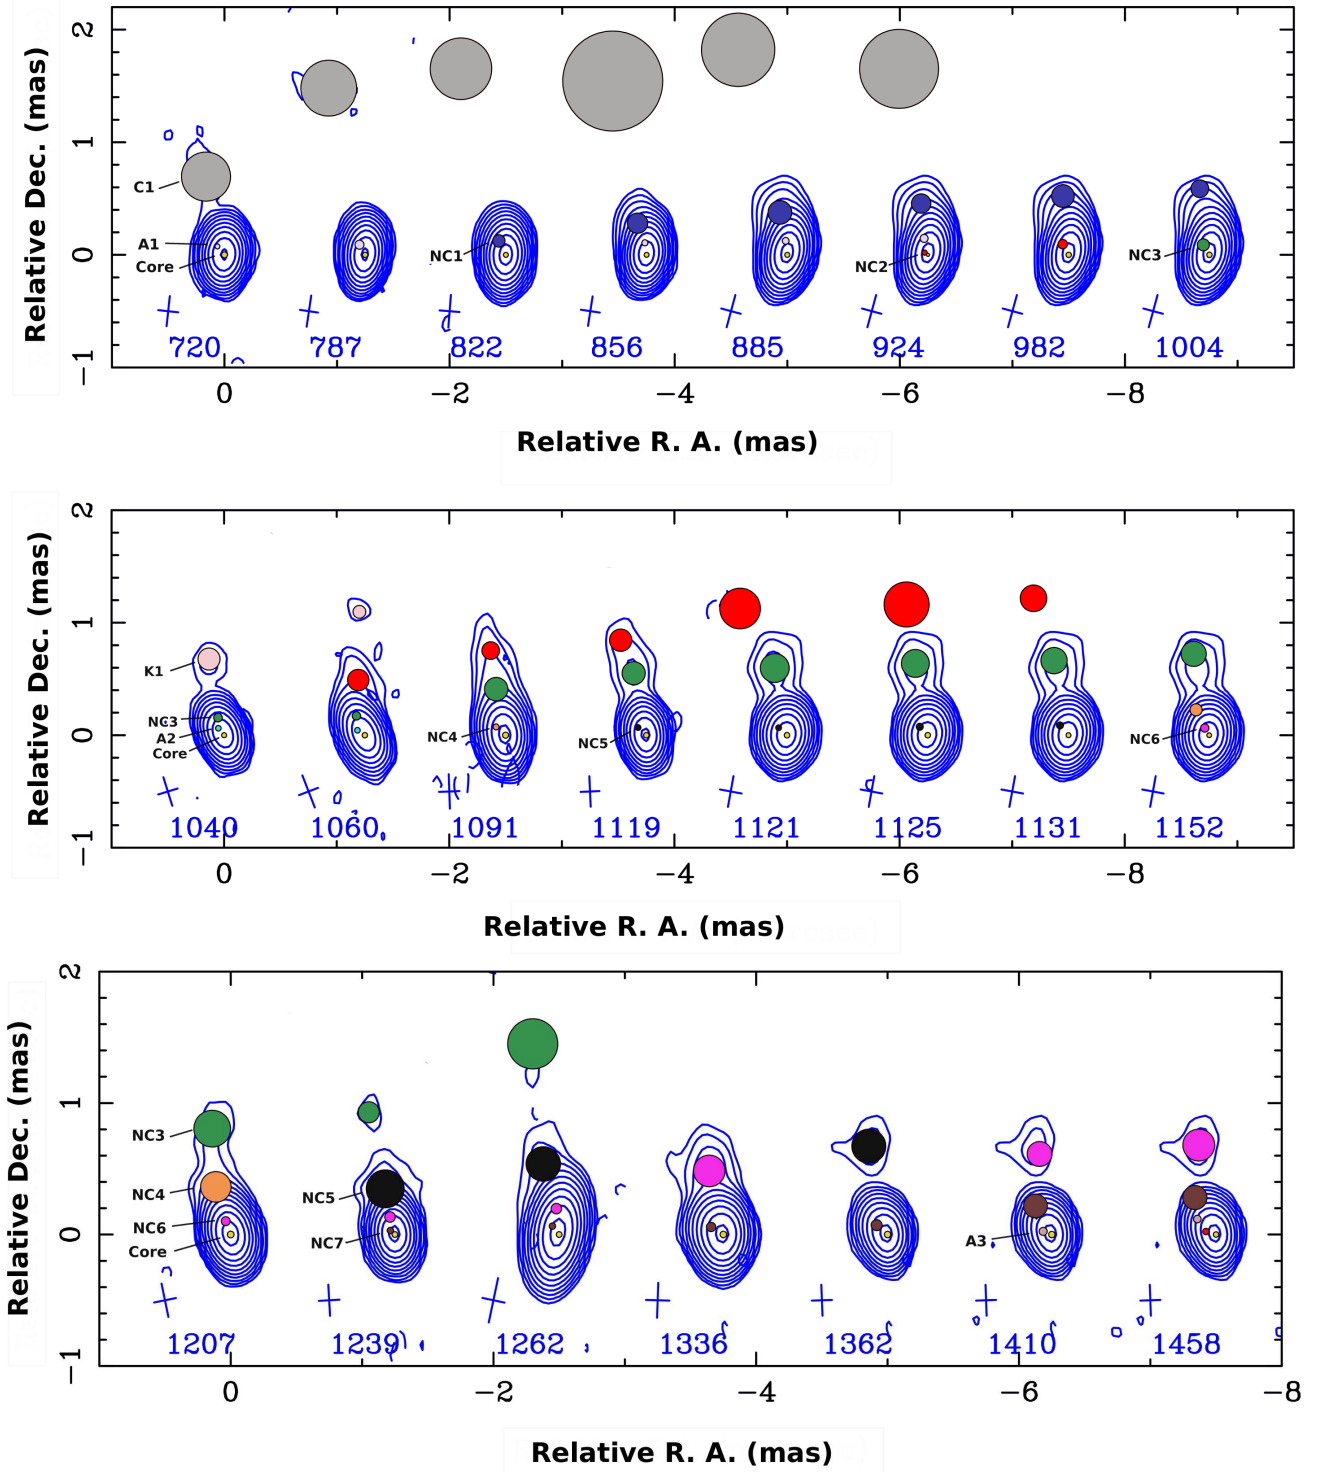 Relative Dec. (mas)
2
1
0
−1
C1
A1
Core
NC1
NC2
NC3
720 787 822 856 885 924 982 1004
0 −2 −4 −6 −8
Relative R. A. (mas)
Relative Dec. (mas)
2
1
0
−1
K1
NC3
A2
Core
NC4
NC5
NC6
1040 1060 1091 1119 1121 1125 1131 1152
0 −2 −4 −6 −8
Relative R. A. (mas)
Relative Dec. (mas)
2
1
0
−1
NC3
NC4
NC6
Core
NC5
NC7
A3
1207 1239 1262 1336 1362 1410 1458
0 −2 −4 −6 −8
Relative R. A. (mas)